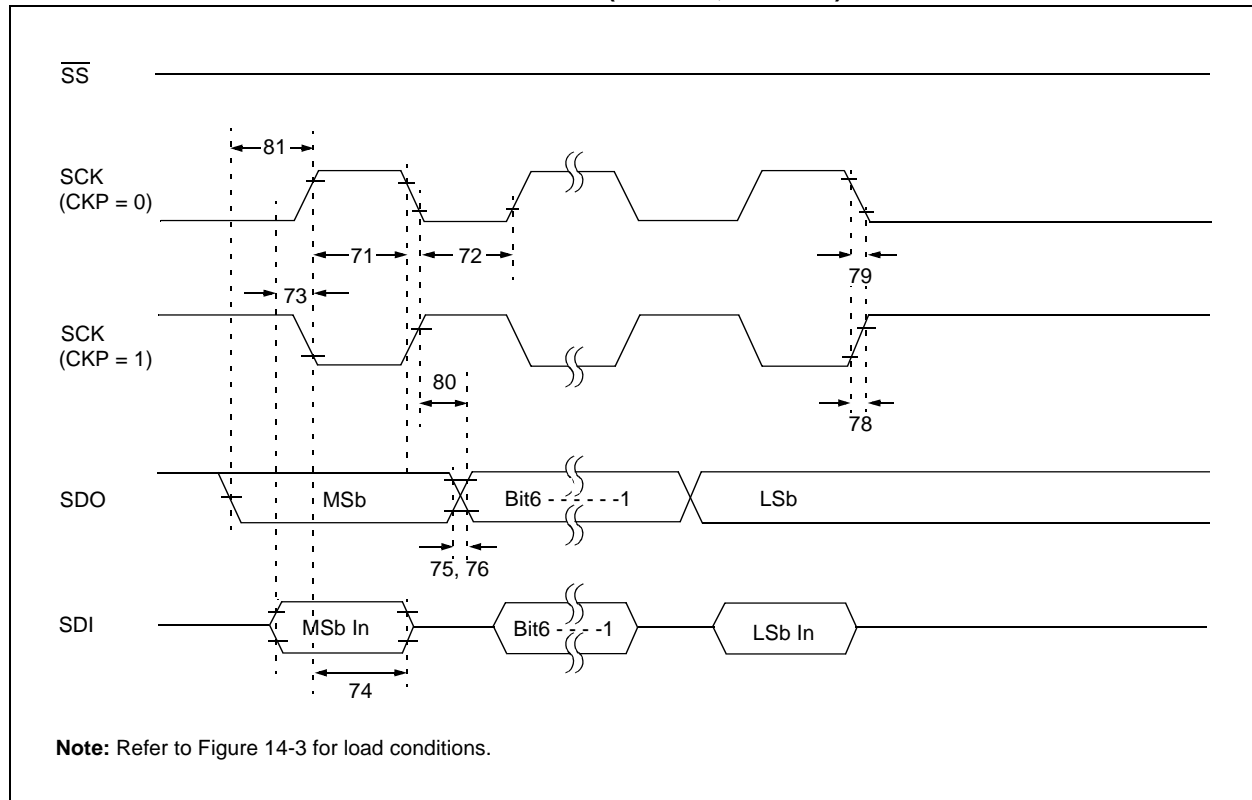 SS
81
SCK
(CKP = 0)
71
72
79
73
SCK
(CKP = 1)
80
78
SDO
MSb
Bit6 - - - - - -1
LSb
75, 76
SDI
MSb In
Bit6 - - - -1
LSb In
74
Note: Refer to Figure 14-3 for load conditions.